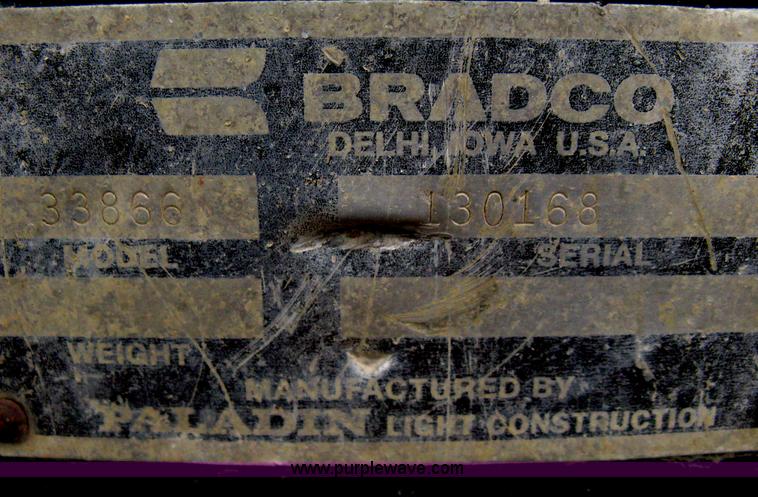 BRADCO
DELHI, IOWA U.S.A.
33866 130168
MODEL SERIAL
WEIGHT
MANUFACTURED BY
PALADIN LIGHT CONSTRUCTION
www.purplewave.com